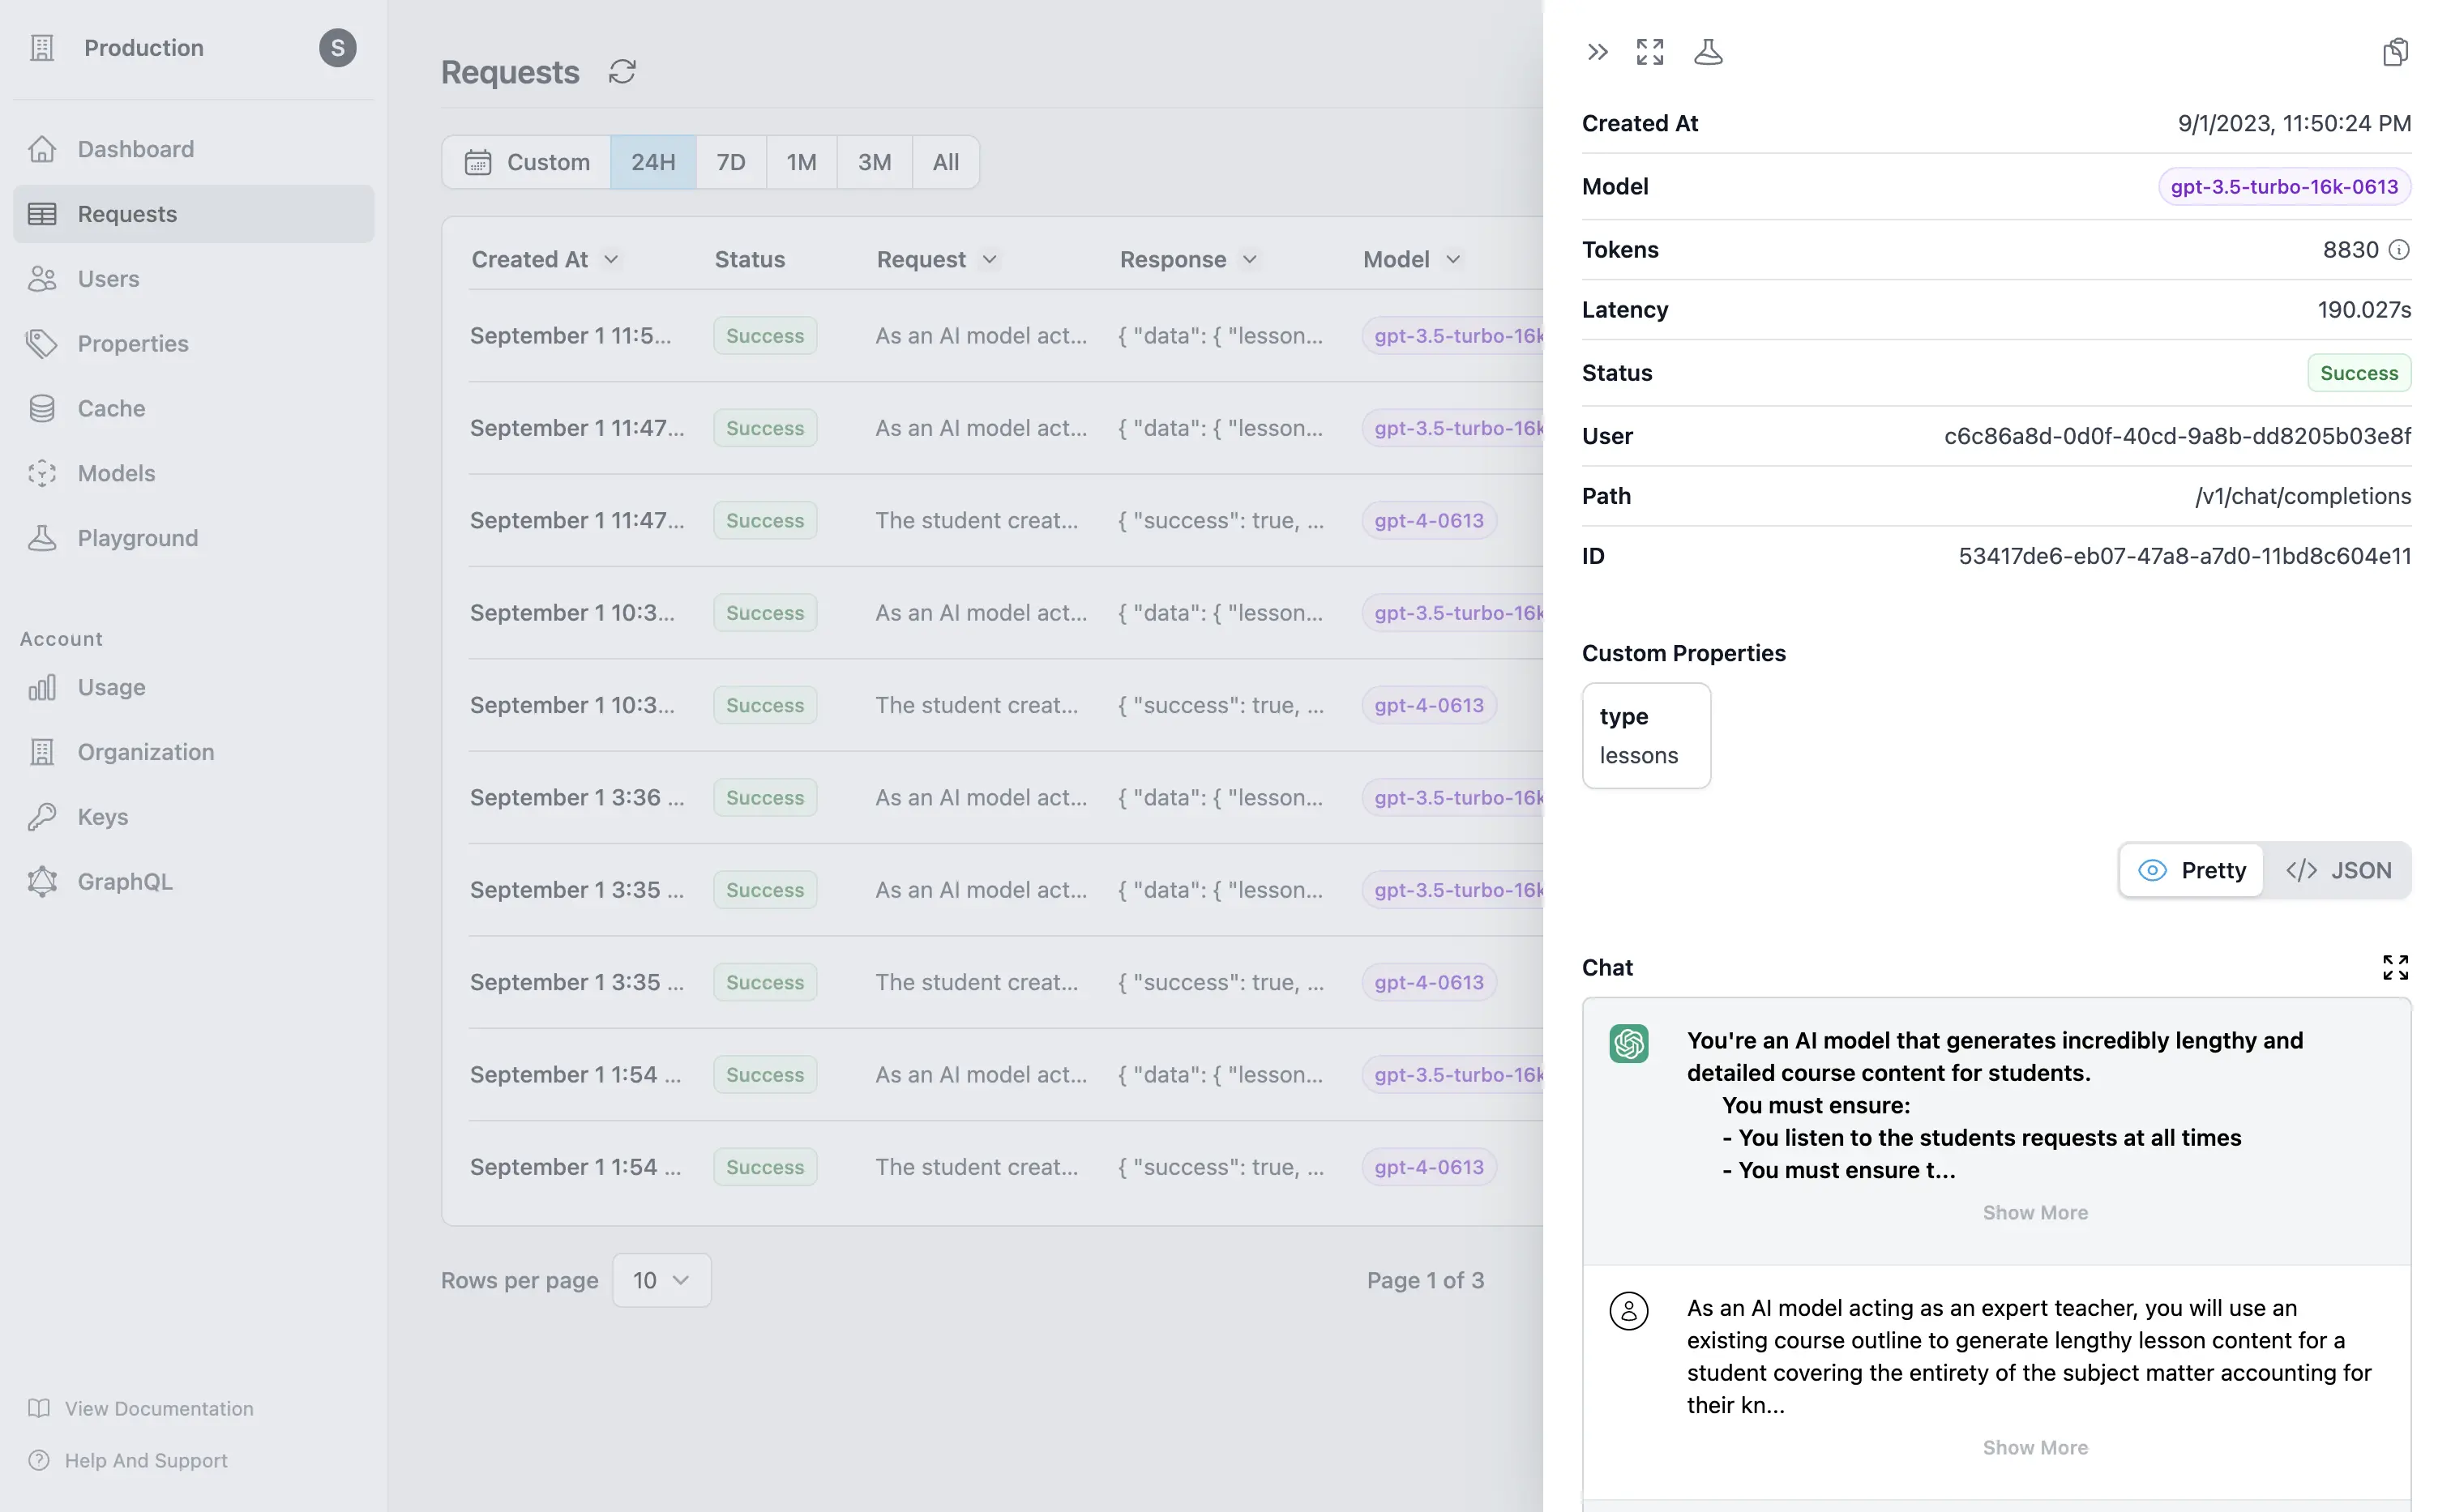 Production
S
Dashboard
Requests
Users
Properties
Cache
Models
Playground
Account
Usage
Organization
Keys
GraphQL
View Documentation
Help And Support
Requests
Custom 24H 7D 1M 3M All
Created At Status Request Response Model
September 1 11:5... Success As an AI model act... { "data": { "lesson... gpt-3.5-turbo-16k
September 1 11:47... Success As an AI model act... { "data": { "lesson... gpt-3.5-turbo-16k
September 1 11:47... Success The student creat... { "success": true, ... gpt-4-0613
September 1 10:3... Success As an AI model act... { "data": { "lesson... gpt-3.5-turbo-16k
September 1 10:3... Success The student creat... { "success": true, ... gpt-4-0613
September 1 3:36 ... Success As an AI model act... { "data": { "lesson... gpt-3.5-turbo-16k
September 1 3:35 ... Success As an AI model act... { "data": { "lesson... gpt-3.5-turbo-16k
September 1 3:35 ... Success The student creat... { "success": true, ... gpt-4-0613
September 1 1:54 ... Success As an AI model act... { "data": { "lesson... gpt-3.5-turbo-16k
September 1 1:54 ... Success The student creat... { "success": true, ... gpt-4-0613
Rows per page 10 Page 1 of 3
Created At 9/1/2023, 11:50:24 PM
Model gpt-3.5-turbo-16k-0613
Tokens 8830
Latency 190.027s
Status Success
User c6c86a8d-0d0f-40cd-9a8b-dd8205b03e8f
Path /v1/chat/completions
ID 53417de6-eb07-47a8-a7d0-11bd8c604e11
Custom Properties
type
lessons
Pretty </> JSON
Chat
You're an AI model that generates incredibly lengthy and
detailed course content for students.
You must ensure:
- You listen to the students requests at all times
- You must ensure t...
Show More
As an AI model acting as an expert teacher, you will use an
existing course outline to generate lengthy lesson content for a
student covering the entirety of the subject matter accounting for
their kn...
Show More